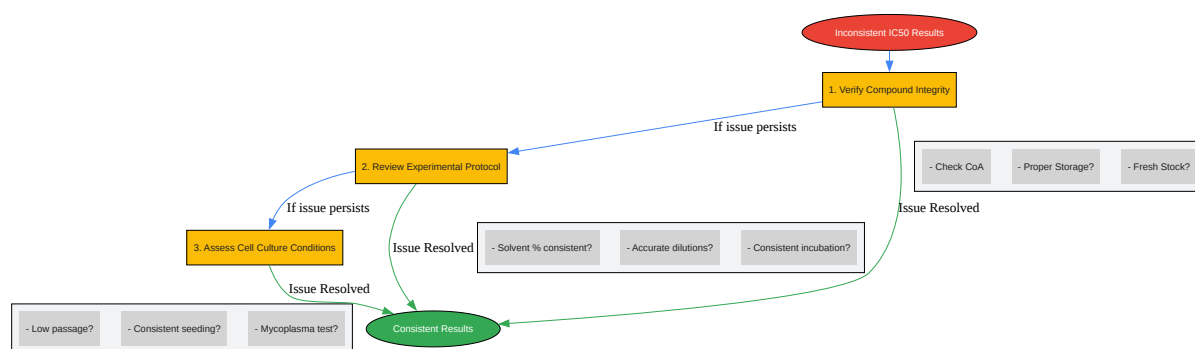 Inconsistent IC50 Results
1. Verify Compound Integrity
If issue persists
2. Review Experimental Protocol
- Check CoA
- Proper Storage?
- Fresh Stock?
If issue persists
Issue Resolved
3. Assess Cell Culture Conditions
Issue Resolved
- Solvent % consistent?
- Accurate dilutions?
- Consistent incubation?
Issue Resolved
- Low passage?
- Consistent seeding?
- Mycoplasma test?
Consistent Results